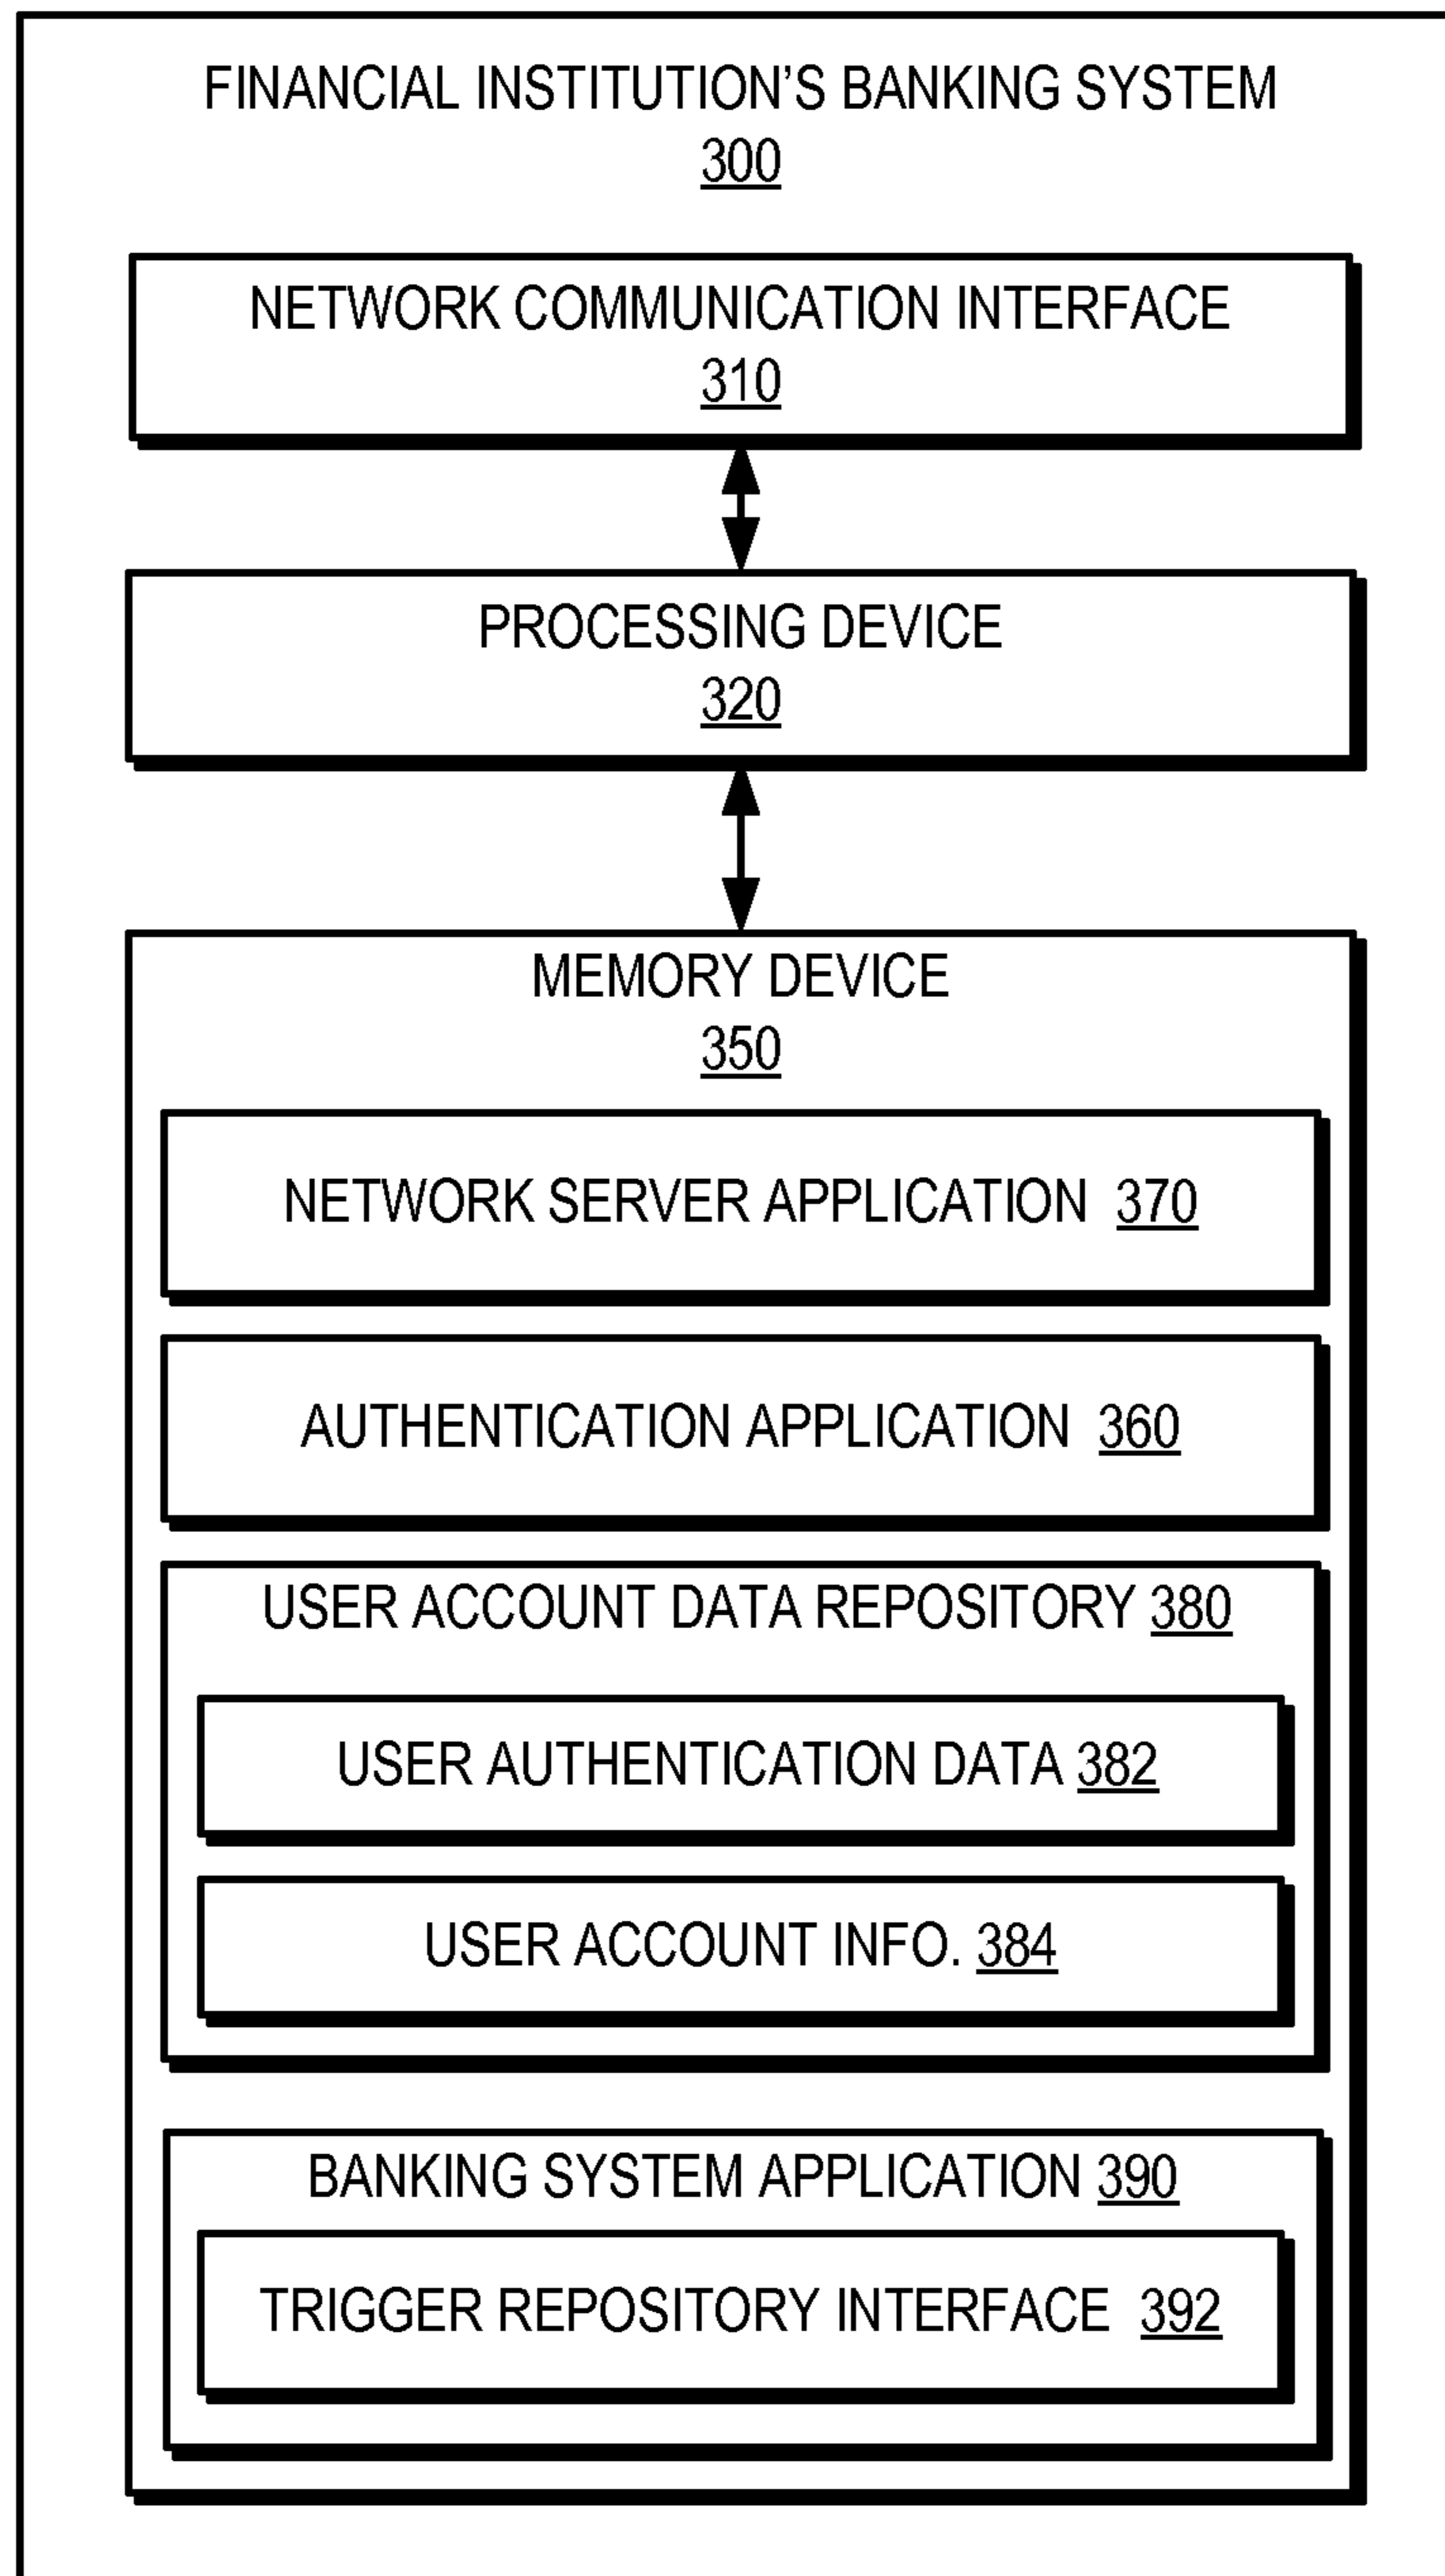 FINANCIAL INSTITUTION’S BANKING SYSTEM
300
NETWORK COMMUNICATION INTERFACE
310
PROCESSING DEVICE
320
MEMORY DEVICE
350
NETWORK SERVER APPLICATION 370
AUTHENTICATION APPLICATION 360
USER ACCOUNT DATA REPOSITORY 380
USER AUTHENTICATION DATA 382
USER ACCOUNT INFO. 384
BANKING SYSTEM APPLICATION 390
TRIGGER REPOSITORY INTERFACE 392